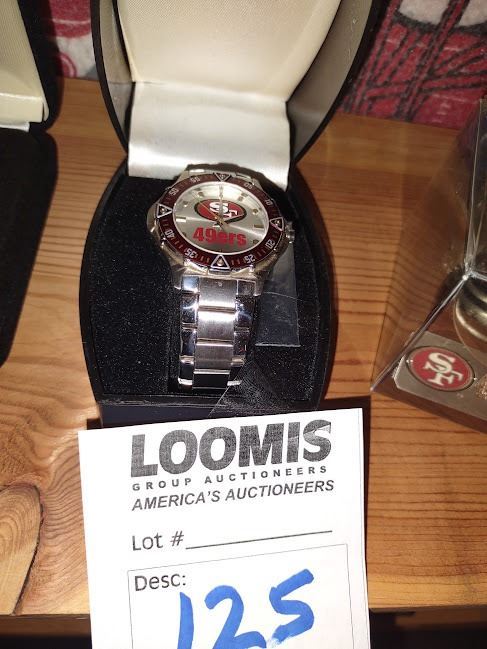 SF
49ers
SF
LOOMIS
GROUP AUCTIONEERS
AMERICA'S AUCTIONEERS
Lot #
Desc:
125